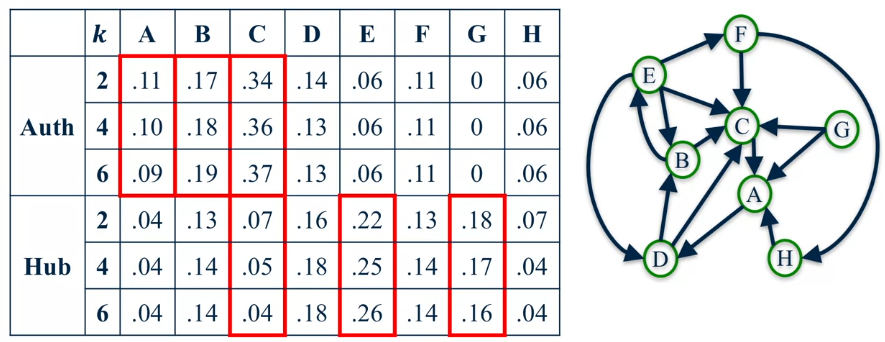 k A B C D E F G H
Auth
2 .11 .17 .34 .14 .06 .11 0 .06
4 .10 .18 .36 .13 .06 .11 0 .06
6 .09 .19 .37 .13 .06 .11 0 .06
Hub
2 .04 .13 .07 .16 .22 .13 .18 .07
4 .04 .14 .05 .18 .25 .14 .17 .04
6 .04 .14 .04 .18 .26 .14 .16 .04
F
E
C
G
B
A
D
H